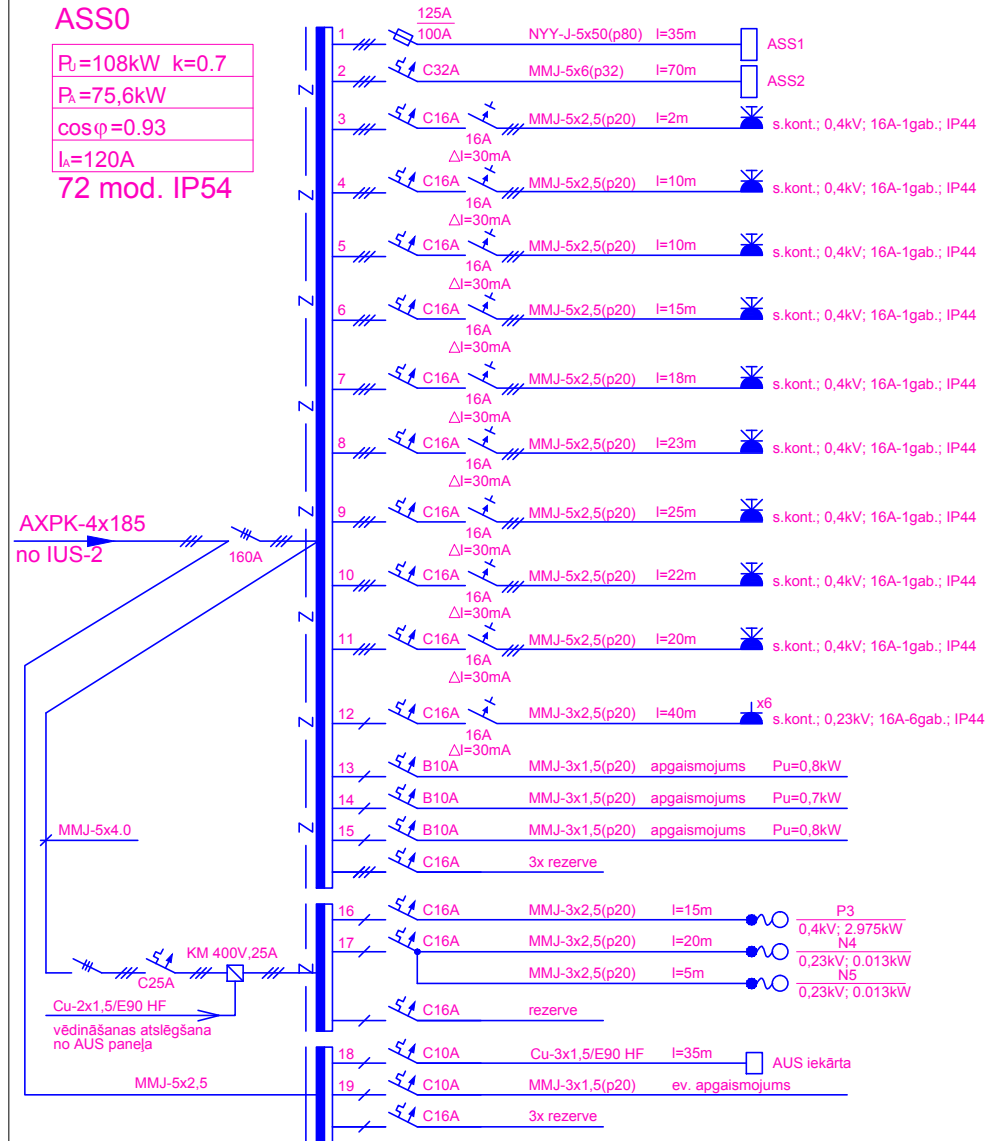 ASS0
PU=108kW k=0.7
PA=75,6kW
cosφ=0.93
IA=120A
72 mod. IP54
1 125A
100A NYY-J-5x50(p80) l=35m ASS1
2 C32A MMJ-5x6(p32) l=70m ASS2
3 C16A MMJ-5x2,5(p20) l=2m s.kont.; 0,4kV; 16A-1gab.; IP44
16A
△I=30mA
4 C16A MMJ-5x2,5(p20) l=10m s.kont.; 0,4kV; 16A-1gab.; IP44
16A
△I=30mA
5 C16A MMJ-5x2,5(p20) l=10m s.kont.; 0,4kV; 16A-1gab.; IP44
16A
△I=30mA
6 C16A MMJ-5x2,5(p20) l=15m s.kont.; 0,4kV; 16A-1gab.; IP44
16A
△I=30mA
7 C16A MMJ-5x2,5(p20) l=18m s.kont.; 0,4kV; 16A-1gab.; IP44
16A
△I=30mA
8 C16A MMJ-5x2,5(p20) l=23m s.kont.; 0,4kV; 16A-1gab.; IP44
16A
△I=30mA
9 C16A MMJ-5x2,5(p20) l=25m s.kont.; 0,4kV; 16A-1gab.; IP44
16A
△I=30mA
AXPK-4x185
no IUS-2
160A
10 C16A MMJ-5x2,5(p20) l=22m s.kont.; 0,4kV; 16A-1gab.; IP44
16A
△I=30mA
11 C16A MMJ-5x2,5(p20) l=20m s.kont.; 0,4kV; 16A-1gab.; IP44
16A
△I=30mA
12 C16A MMJ-3x2,5(p20) l=40m x6 s.kont.; 0,23kV; 16A-6gab.; IP44
16A
△I=30mA
13 B10A MMJ-3x1,5(p20) apgaismojums Pu=0,8kW
14 B10A MMJ-3x1,5(p20) apgaismojums Pu=0,7kW
15 B10A MMJ-3x1,5(p20) apgaismojums Pu=0,8kW
MMJ-5x4.0
C16A 3x rezerve
16 C16A MMJ-3x2,5(p20) l=15m P3
0,4kV; 2.975kW
17 C16A MMJ-3x2,5(p20) l=20m N4
0,23kV; 0.013kW
MMJ-3x2,5(p20) l=5m N5
0,23kV; 0.013kW
KM 400V,25A
C25A
Cu-2x1,5/E90 HF
vēdināšanas atslēgšana
no AUS paneļa
C16A rezerve
18 C10A Cu-3x1,5/E90 HF l=35m AUS iekārta
MMJ-5x2,5
19 C10A MMJ-3x1,5(p20) ev. apgaismojums
C16A 3x rezerve